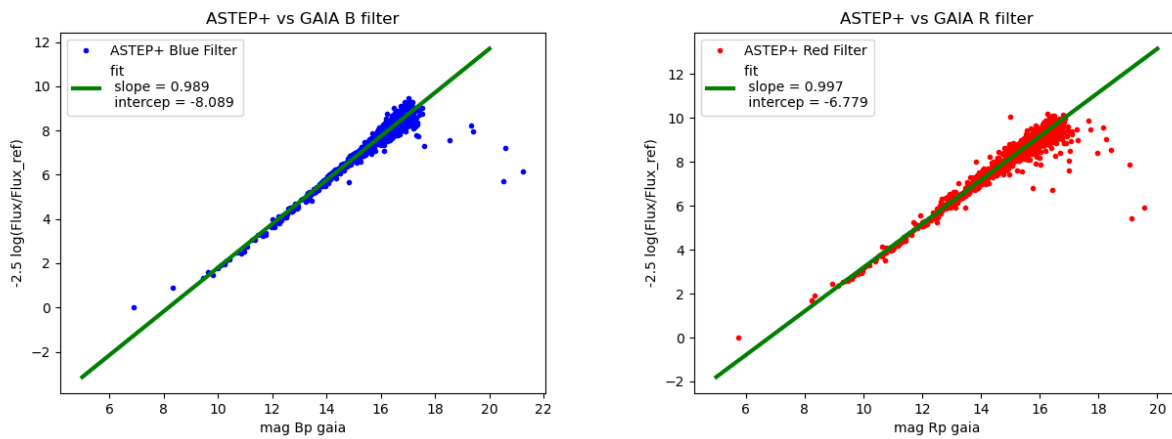 ASTEP+ vs GAIA B filter
12
10
8
6
4
2
0
−2
-2.5 log(Flux/Flux_ref)
ASTEP+ Blue Filter
fit
slope = 0.989
intercep = -8.089
6 8 10 12 14 16 18 20 22
mag Bp gaia
ASTEP+ vs GAIA R filter
12
10
8
6
4
2
0
−2
-2.5 log(Flux/Flux_ref)
ASTEP+ Red Filter
fit
slope = 0.997
intercep = -6.779
6 8 10 12 14 16 18 20
mag Rp gaia